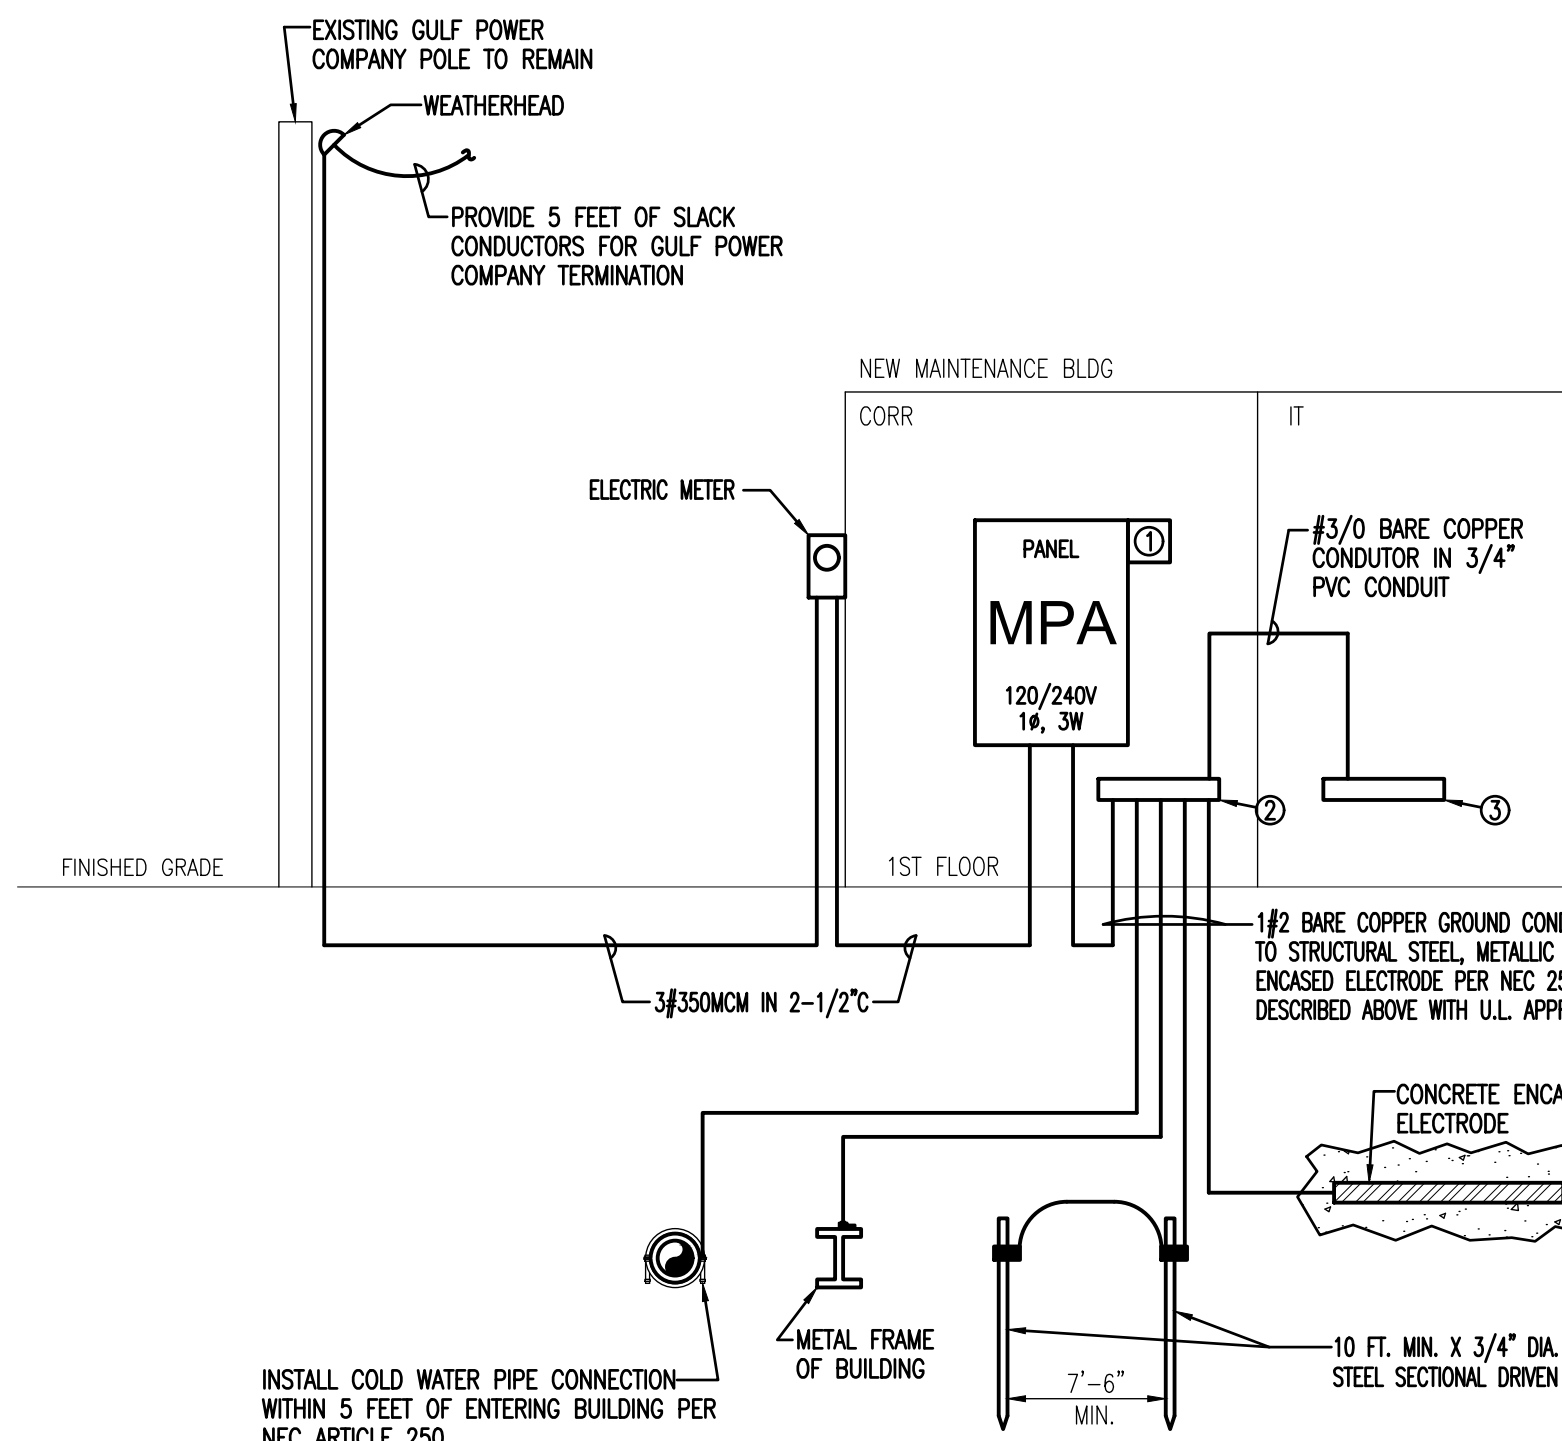 EXISTING GULF POWER
COMPANY POLE TO REMAIN
WEATHERHEAD
PROVIDE 5 FEET OF SLACK
CONDUCTORS FOR GULF POWER
COMPANY TERMINATION
NEW MAINTENANCE BLDG
CORR
IT
ELECTRIC METER
PANEL
1
MPA
120/240V
1ø, 3W
#3/0 BARE COPPER
CONDUTOR IN 3/4"
PVC CONDUIT
2
3
FINISHED GRADE
1ST FLOOR
3#350MCM IN 2-1/2"C
1#2 BARE COPPER GROUND
TO STRUCTURAL STEEL, METALLIC
ENCASED ELECTRODE PER NEC
DESCRIBED ABOVE WITH U.L.
CONCRETE
ELECTRODE
METAL FRAME
OF BUILDING
10 FT. MIN. X 3/4" DIA.
STEEL SECTIONAL DRIVEN
7'-6"
MIN.
INSTALL COLD WATER PIPE CONNECTION
WITHIN 5 FEET OF ENTERING BUILDING PER
NEC ARTICLE 250